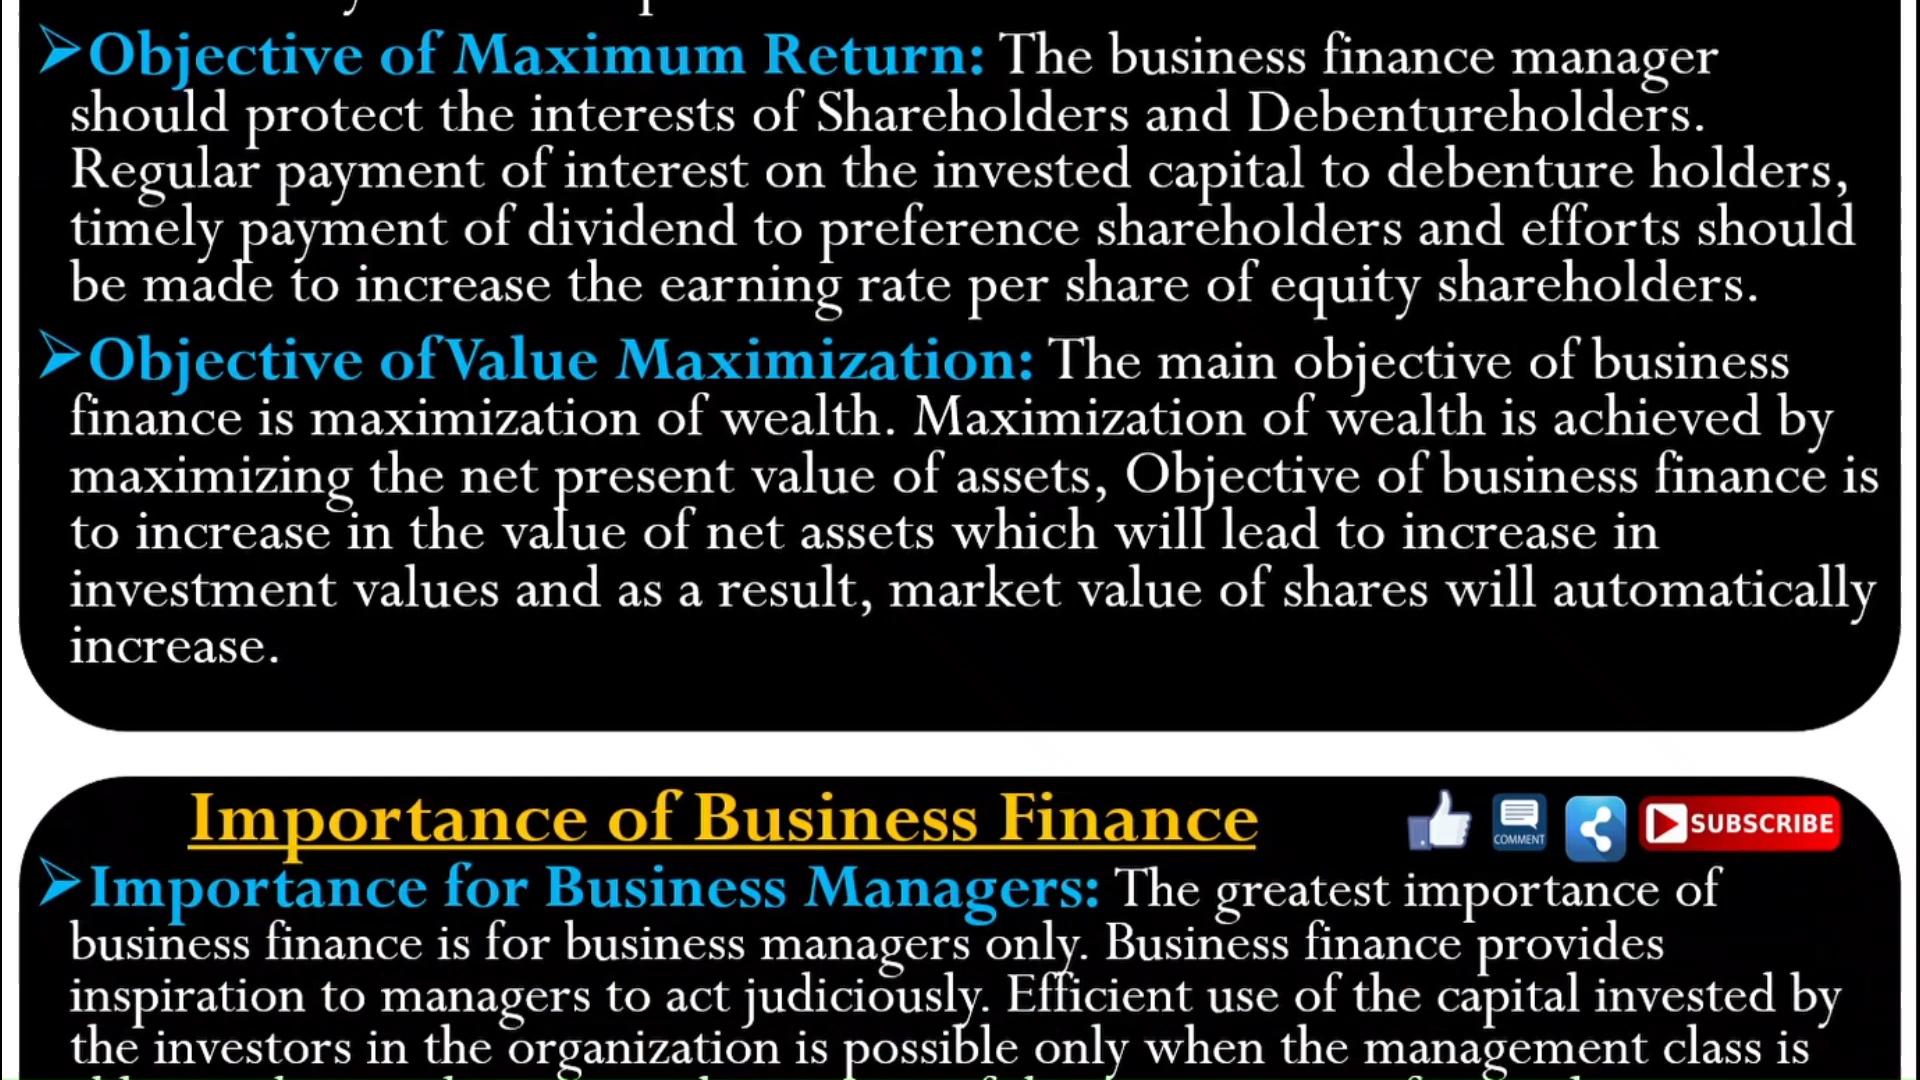 ➢Objective of Maximum Return: The business finance manager
should protect the interests of Shareholders and Debentureholders.
Regular payment of interest on the invested capital to debenture holders,
timely payment of dividend to preference shareholders and efforts should
be made to increase the earning rate per share of equity shareholders.
➢Objective of Value Maximization: The main objective of business
finance is maximization of wealth. Maximization of wealth is achieved by
maximizing the net present value of assets, Objective of business finance is
to increase in the value of net assets which will lead to increase in
investment values and as a result, market value of shares will automatically
increase.
Importance of Business Finance
COMMENT
SUBSCRIBE
➢Importance for Business Managers: The greatest importance of
business finance is for business managers only. Business finance provides
inspiration to managers to act judiciously. Efficient use of the capital invested by
the investors in the organization is possible only when the management class is